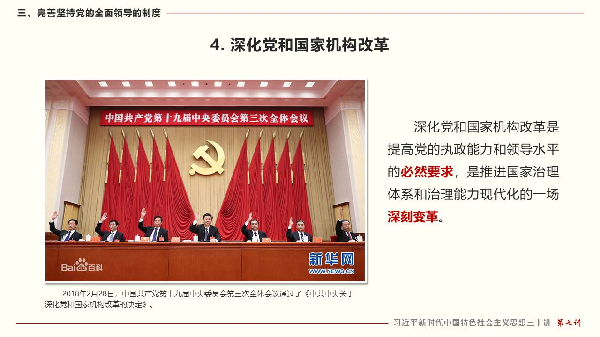 三、完善坚持党的全面领导的制度
4. 深化党和国家机构改革
中国共产党第十九届中央委员会第三次全体会议
深化党和国家机构改革是
提高党的执政能力和领导水平
的必然要求，是推进国家治理
体系和治理能力现代化的一场
深刻变革。
Bai百科
新华网
WWW.NEWS.CN
2018年2月28日，中国共产党第十九届中央委员会第三次全体会议通过了《中共中央关于
深化党和国家机构改革的决定》。
习近平新时代中国特色社会主义思想三十讲 第七讲